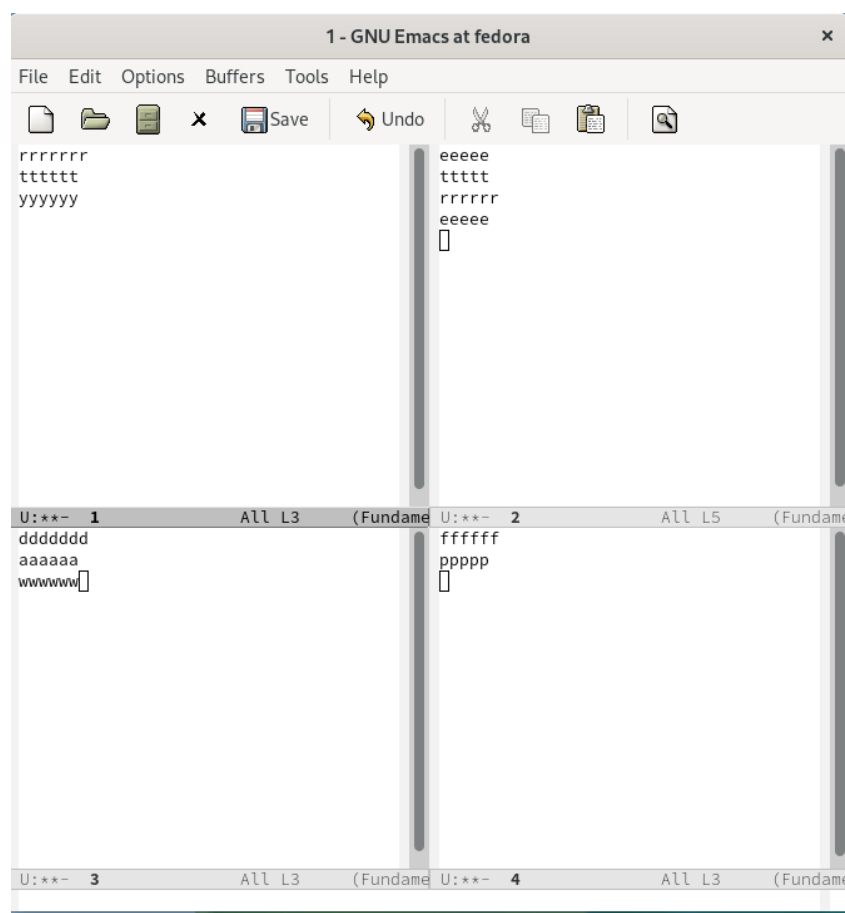 1 - GNU Emacs at fedora ×
File Edit Options Buffers Tools Help
Save Undo
rrrrrrr
tttttt
yyyyyy
U:**- 1 All L3 (Fundame
eeeee
ttttt
rrrrrr
eeeee
U:**- 2 All L5 (Fundame
ddddddd
aaaaaa
wwwwww
U:**- 3 All L3 (Fundame
ffffff
ppppp
U:**- 4 All L3 (Fundame